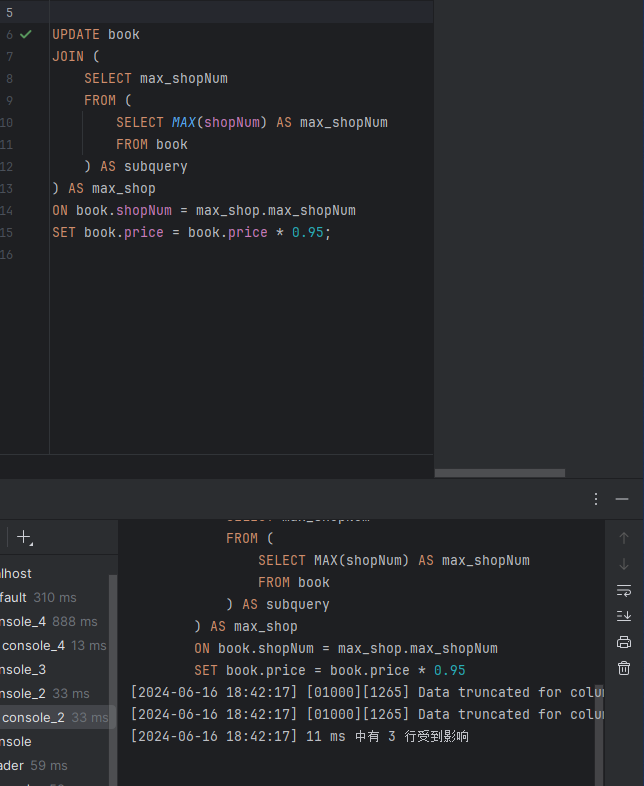 5
6 UPDATE book
7 JOIN (
8 SELECT max_shopNum
9 FROM (
10 SELECT MAX(shopNum) AS max_shopNum
11 FROM book
12 ) AS subquery
13 ) AS max_shop
14 ON book.shopNum = max_shop.max_shopNum
15 SET book.price = book.price * 0.95;
16
lhost
fault 310 ms
nsole_4 888 ms
console_4 13 ms
nsole_3
nsole_2 33 ms
console_2 33 ms
nsole
ader 59 ms
FROM (
SELECT MAX(shopNum) AS max_shopNum
FROM book
) AS subquery
) AS max_shop
ON book.shopNum = max_shop.max_shopNum
SET book.price = book.price * 0.95
[2024-06-16 18:42:17] [01000][1265] Data truncated for colu
[2024-06-16 18:42:17] [01000][1265] Data truncated for colu
[2024-06-16 18:42:17] 11 ms 中有 3 行受到影响